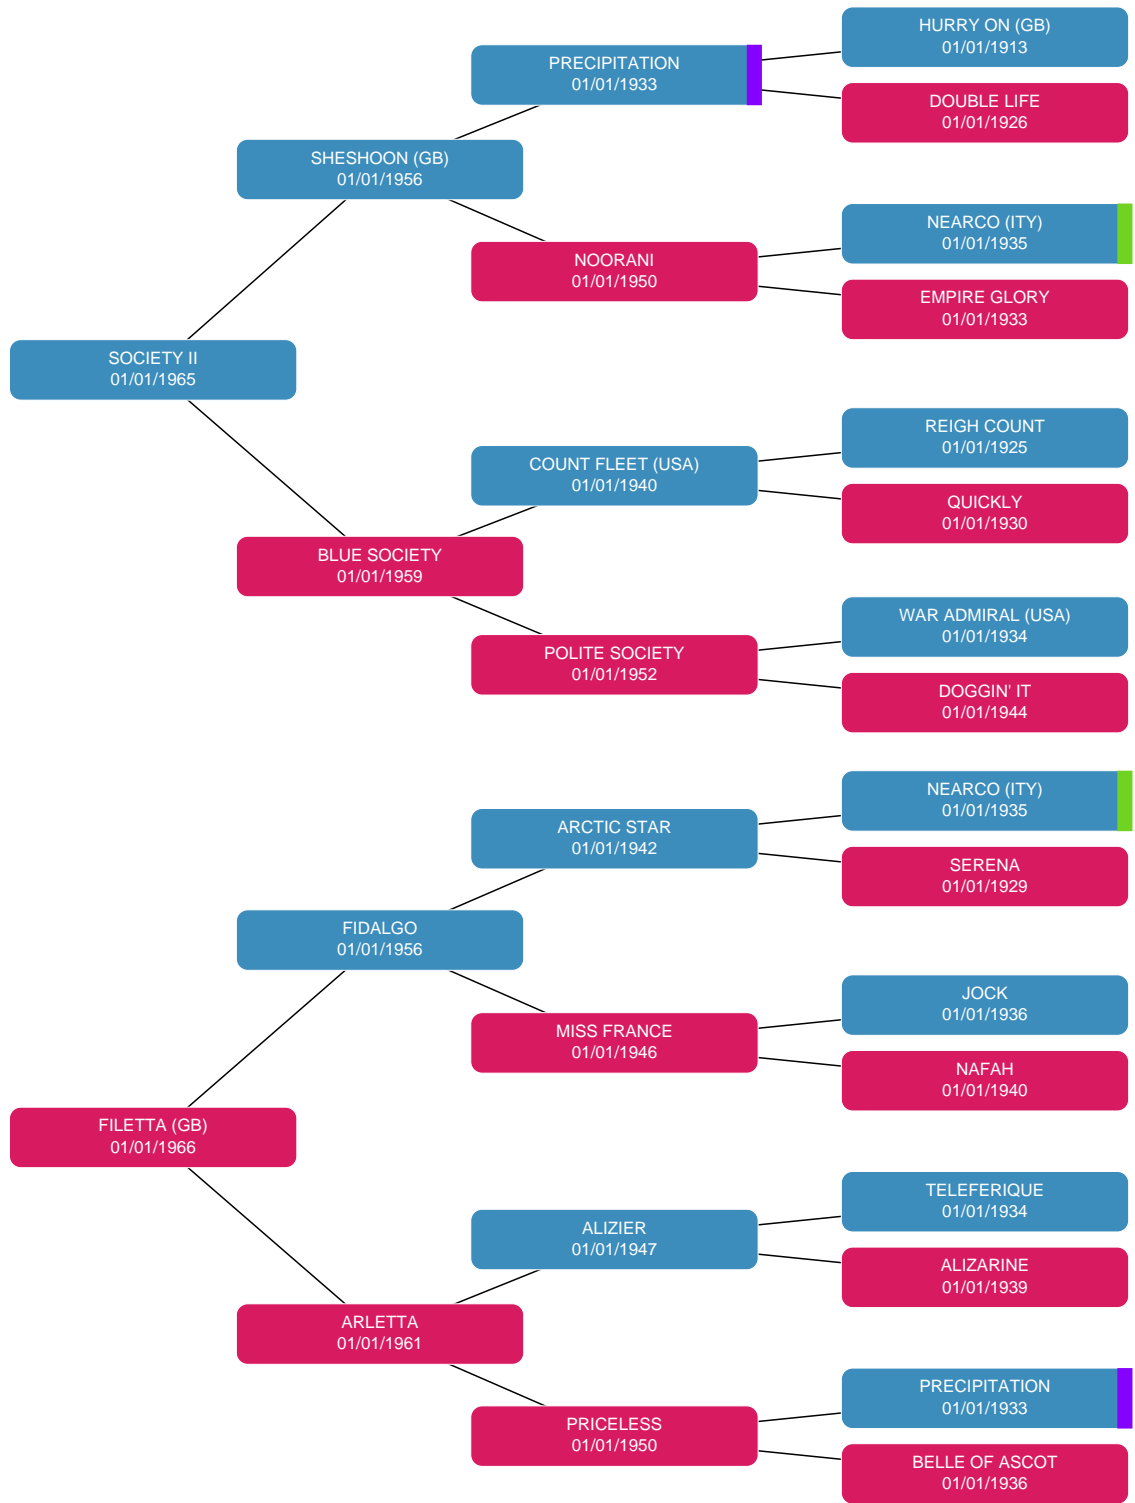 HURRY ON (GB)
01/01/1913
PRECIPITATION
01/01/1933
DOUBLE LIFE
01/01/1926
SHESHOON (GB)
01/01/1956
NEARCO (ITY)
01/01/1935
NOORANI
01/01/1950
EMPIRE GLORY
01/01/1933
SOCIETY II
01/01/1965
REIGH COUNT
01/01/1925
COUNT FLEET (USA)
01/01/1940
QUICKLY
01/01/1930
BLUE SOCIETY
01/01/1959
WAR ADMIRAL (USA)
01/01/1934
POLITE SOCIETY
01/01/1952
DOGGIN' IT
01/01/1944
NEARCO (ITY)
01/01/1935
ARCTIC STAR
01/01/1942
SERENA
01/01/1929
FIDALGO
01/01/1956
JOCK
01/01/1936
MISS FRANCE
01/01/1946
NAFAH
01/01/1940
FILETTA (GB)
01/01/1966
TELEFERIQUE
01/01/1934
ALIZIER
01/01/1947
ALIZARINE
01/01/1939
ARLETTA
01/01/1961
PRECIPITATION
01/01/1933
PRICELESS
01/01/1950
BELLE OF ASCOT
01/01/1936